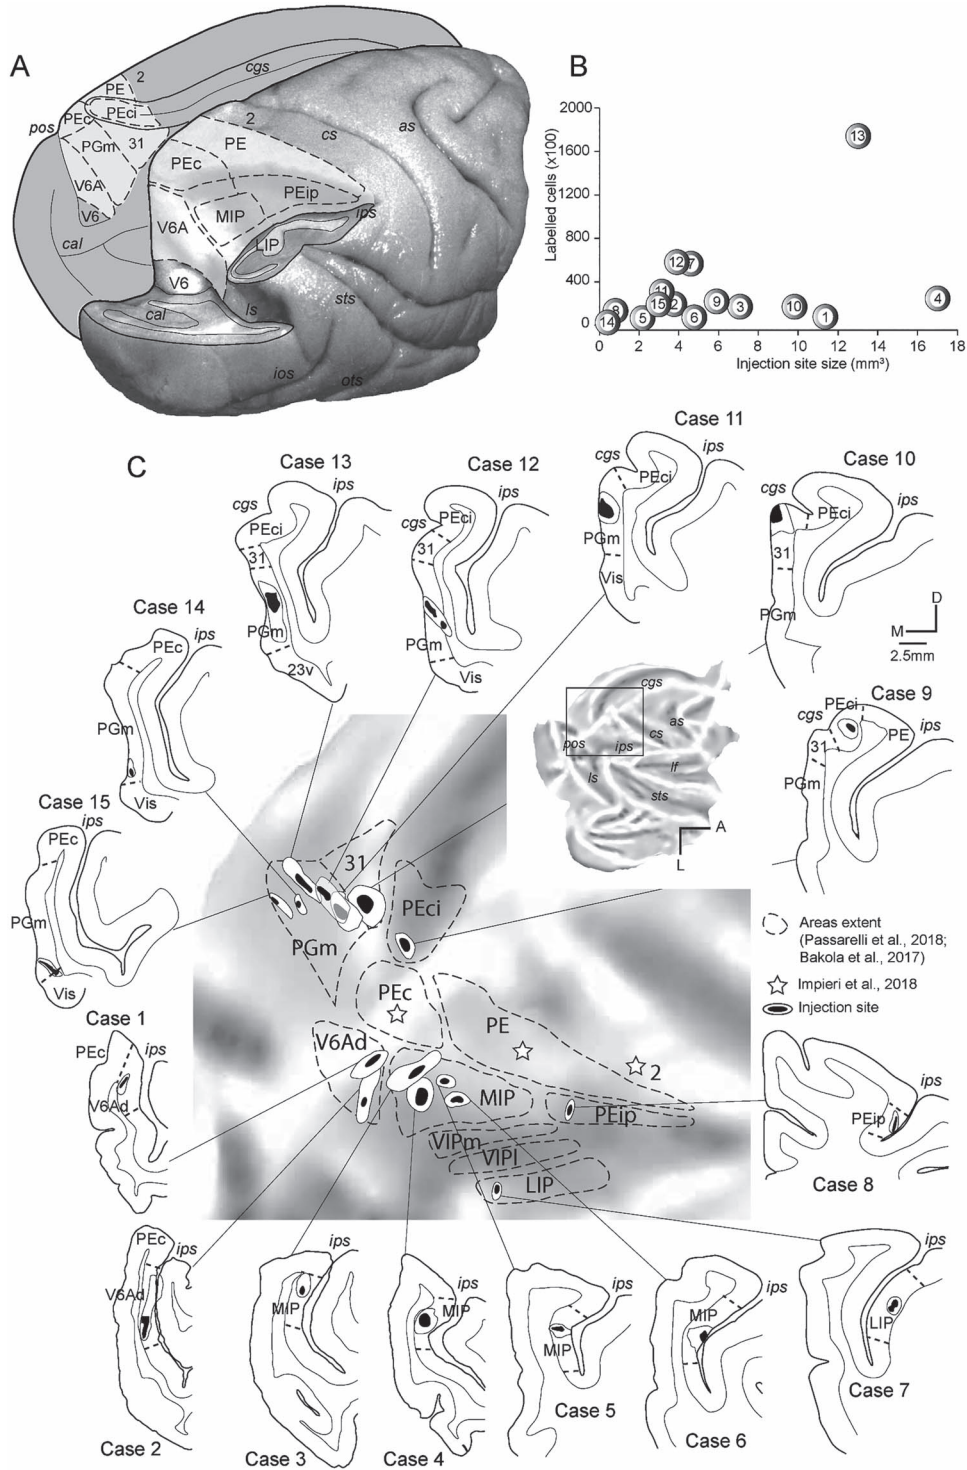 A
2
cgs
PE
PEci
PEc
pos
31
PGm
V6A
V6
cal
2
cs
as
PE
PEc
PEip
MIP
ips
V6A
LIP
V6
cal
ls
sts
ios
ots
B
Labelled cells (x100)
2000
1600
1200
800
400
0
13
12
7
11
15
2
9
3
10
4
8
14
5
6
1
0 2 4 6 8 10 12 14 16 18
Injection site size (mm³)
C
Case 13
cgs
ips
PEci
31
PGm
23v
Case 12
cgs
ips
PEci
31
PGm
Vis
Case 11
cgs
ips
PEci
PGm
Vis
Case 10
cgs
ips
PEci
31
PGm
D
M
2.5mm
Case 14
PEc
ips
PGm
Vis
Case 9
PEci
cgs
ips
PE
31
PGm
cgs
as
cs
pos
ips
ls
lf
sts
A
L
Case 15
PEc
ips
PGm
Vis
31
PEci
PGm
PEc
PE
V6Ad
2
MIP
PEip
VIPm
VIPl
LIP
Areas extent
(Passarelli et al., 2018;
Bakola et al., 2017)
Impieri et al., 2018
Injection site
Case 1
PEc
ips
V6Ad
ips
PEip
Case 8
PEc
ips
V6Ad
Case 2
ips
MIP
Case 3
ips
MIP
Case 4
ips
MIP
Case 5
ips
MIP
Case 6
ips
LIP
Case 7